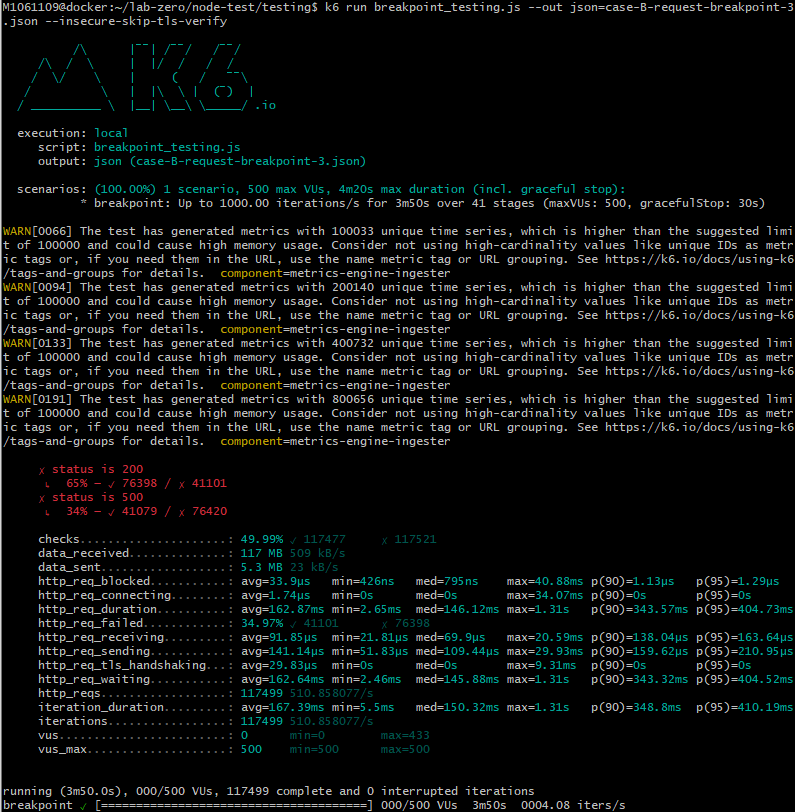 M1061109@docker:~/lab-zero/node-test/testing$ k6 run breakpoint_testing.js --out json=case-B-request-breakpoint-3
.json --insecure-skip-tls-verify
.io
execution: local
script: breakpoint_testing.js
output: json (case-B-request-breakpoint-3.json)
scenarios: (100.00%) 1 scenario, 500 max VUs, 4m20s max duration (incl. graceful stop):
* breakpoint: Up to 1000.00 iterations/s for 3m50s over 41 stages (maxVUs: 500, gracefulStop: 30s)
WARN[0066] The test has generated metrics with 100033 unique time series, which is higher than the suggested limi
t of 100000 and could cause high memory usage. Consider not using high-cardinality values like unique IDs as metr
ic tags or, if you need them in the URL, use the name metric tag or URL grouping. See https://k6.io/docs/using-k6
/tags-and-groups for details.  component=metrics-engine-ingester
WARN[0094] The test has generated metrics with 200140 unique time series, which is higher than the suggested limi
t of 100000 and could cause high memory usage. Consider not using high-cardinality values like unique IDs as metr
ic tags or, if you need them in the URL, use the name metric tag or URL grouping. See https://k6.io/docs/using-k6
/tags-and-groups for details.  component=metrics-engine-ingester
WARN[0133] The test has generated metrics with 400732 unique time series, which is higher than the suggested limi
t of 100000 and could cause high memory usage. Consider not using high-cardinality values like unique IDs as metr
ic tags or, if you need them in the URL, use the name metric tag or URL grouping. See https://k6.io/docs/using-k6
/tags-and-groups for details.  component=metrics-engine-ingester
WARN[0191] The test has generated metrics with 800656 unique time series, which is higher than the suggested limi
t of 100000 and could cause high memory usage. Consider not using high-cardinality values like unique IDs as metr
ic tags or, if you need them in the URL, use the name metric tag or URL grouping. See https://k6.io/docs/using-k6
/tags-and-groups for details.  component=metrics-engine-ingester
✗ status is 200
↳  65% — ✓ 76398 / ✗ 41101
✗ status is 500
↳  34% — ✓ 41079 / ✗ 76420
checks.....................: 49.99% ✓ 117477 ✗ 117521
data_received..............: 117 MB 509 kB/s
data_sent..................: 5.3 MB 23 kB/s
http_req_blocked...........: avg=33.9µs min=426ns med=795ns max=40.88ms p(90)=1.13µs p(95)=1.29µs
http_req_connecting........: avg=1.74µs min=0s med=0s max=34.07ms p(90)=0s p(95)=0s
http_req_duration..........: avg=162.87ms min=2.65ms med=146.12ms max=1.31s p(90)=343.57ms p(95)=404.73ms
http_req_failed............: 34.97% ✓ 41101 ✗ 76398
http_req_receiving.........: avg=91.85µs min=21.81µs med=69.9µs max=20.59ms p(90)=138.04µs p(95)=163.64µs
http_req_sending...........: avg=141.14µs min=51.83µs med=109.44µs max=29.93ms p(90)=159.62µs p(95)=210.95µs
http_req_tls_handshaking...: avg=29.83µs min=0s med=0s max=9.31ms p(90)=0s p(95)=0s
http_req_waiting...........: avg=162.64ms min=2.46ms med=145.88ms max=1.31s p(90)=343.32ms p(95)=404.52ms
http_reqs..................: 117499 510.858077/s
iteration_duration.........: avg=167.39ms min=5.5ms med=150.32ms max=1.31s p(90)=348.8ms p(95)=410.19ms
iterations.................: 117499 510.858077/s
vus........................: 0 min=0 max=433
vus_max....................: 500 min=500 max=500
running (3m50.0s), 000/500 VUs, 117499 complete and 0 interrupted iterations
breakpoint ✓ [======================================] 000/500 VUs  3m50s  0004.08 iters/s